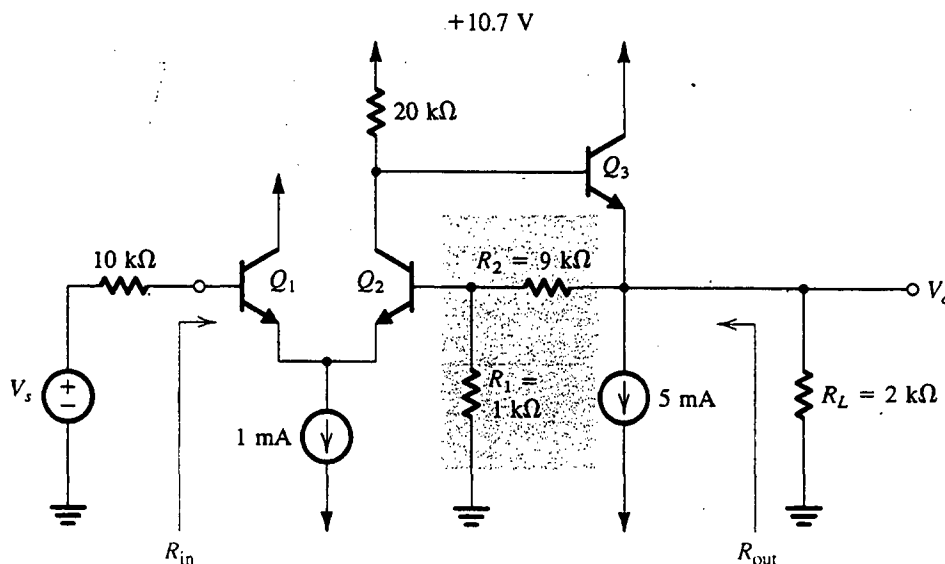 +10.7 V
20 kΩ
Q3
10 kΩ
Q1
Q2
R2 = 9 kΩ
Vs
+
−
R1 =
1 kΩ
1 mA
5 mA
RL = 2 kΩ
Rin
Rout